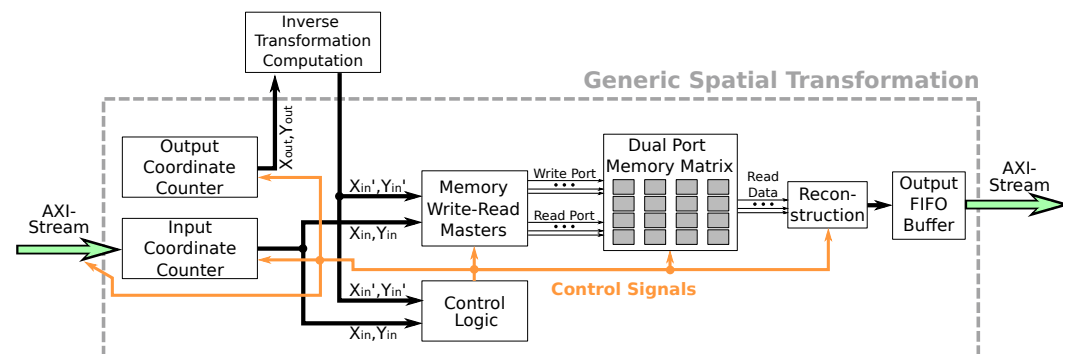 Inverse
Transformation
Computation
Generic Spatial Transformation
Xout,Yout
Output
Coordinate
Counter
AXI-
Stream
Input
Coordinate
Counter
Xin',Yin'
Xin,Yin
Memory
Write-Read
Masters
Write Port
Read Port
Dual Port
Memory Matrix
Read
Data
Recon-
struction
Output
FIFO
Buffer
AXI-
Stream
Control Signals
Xin',Yin'
Xin,Yin
Control
Logic